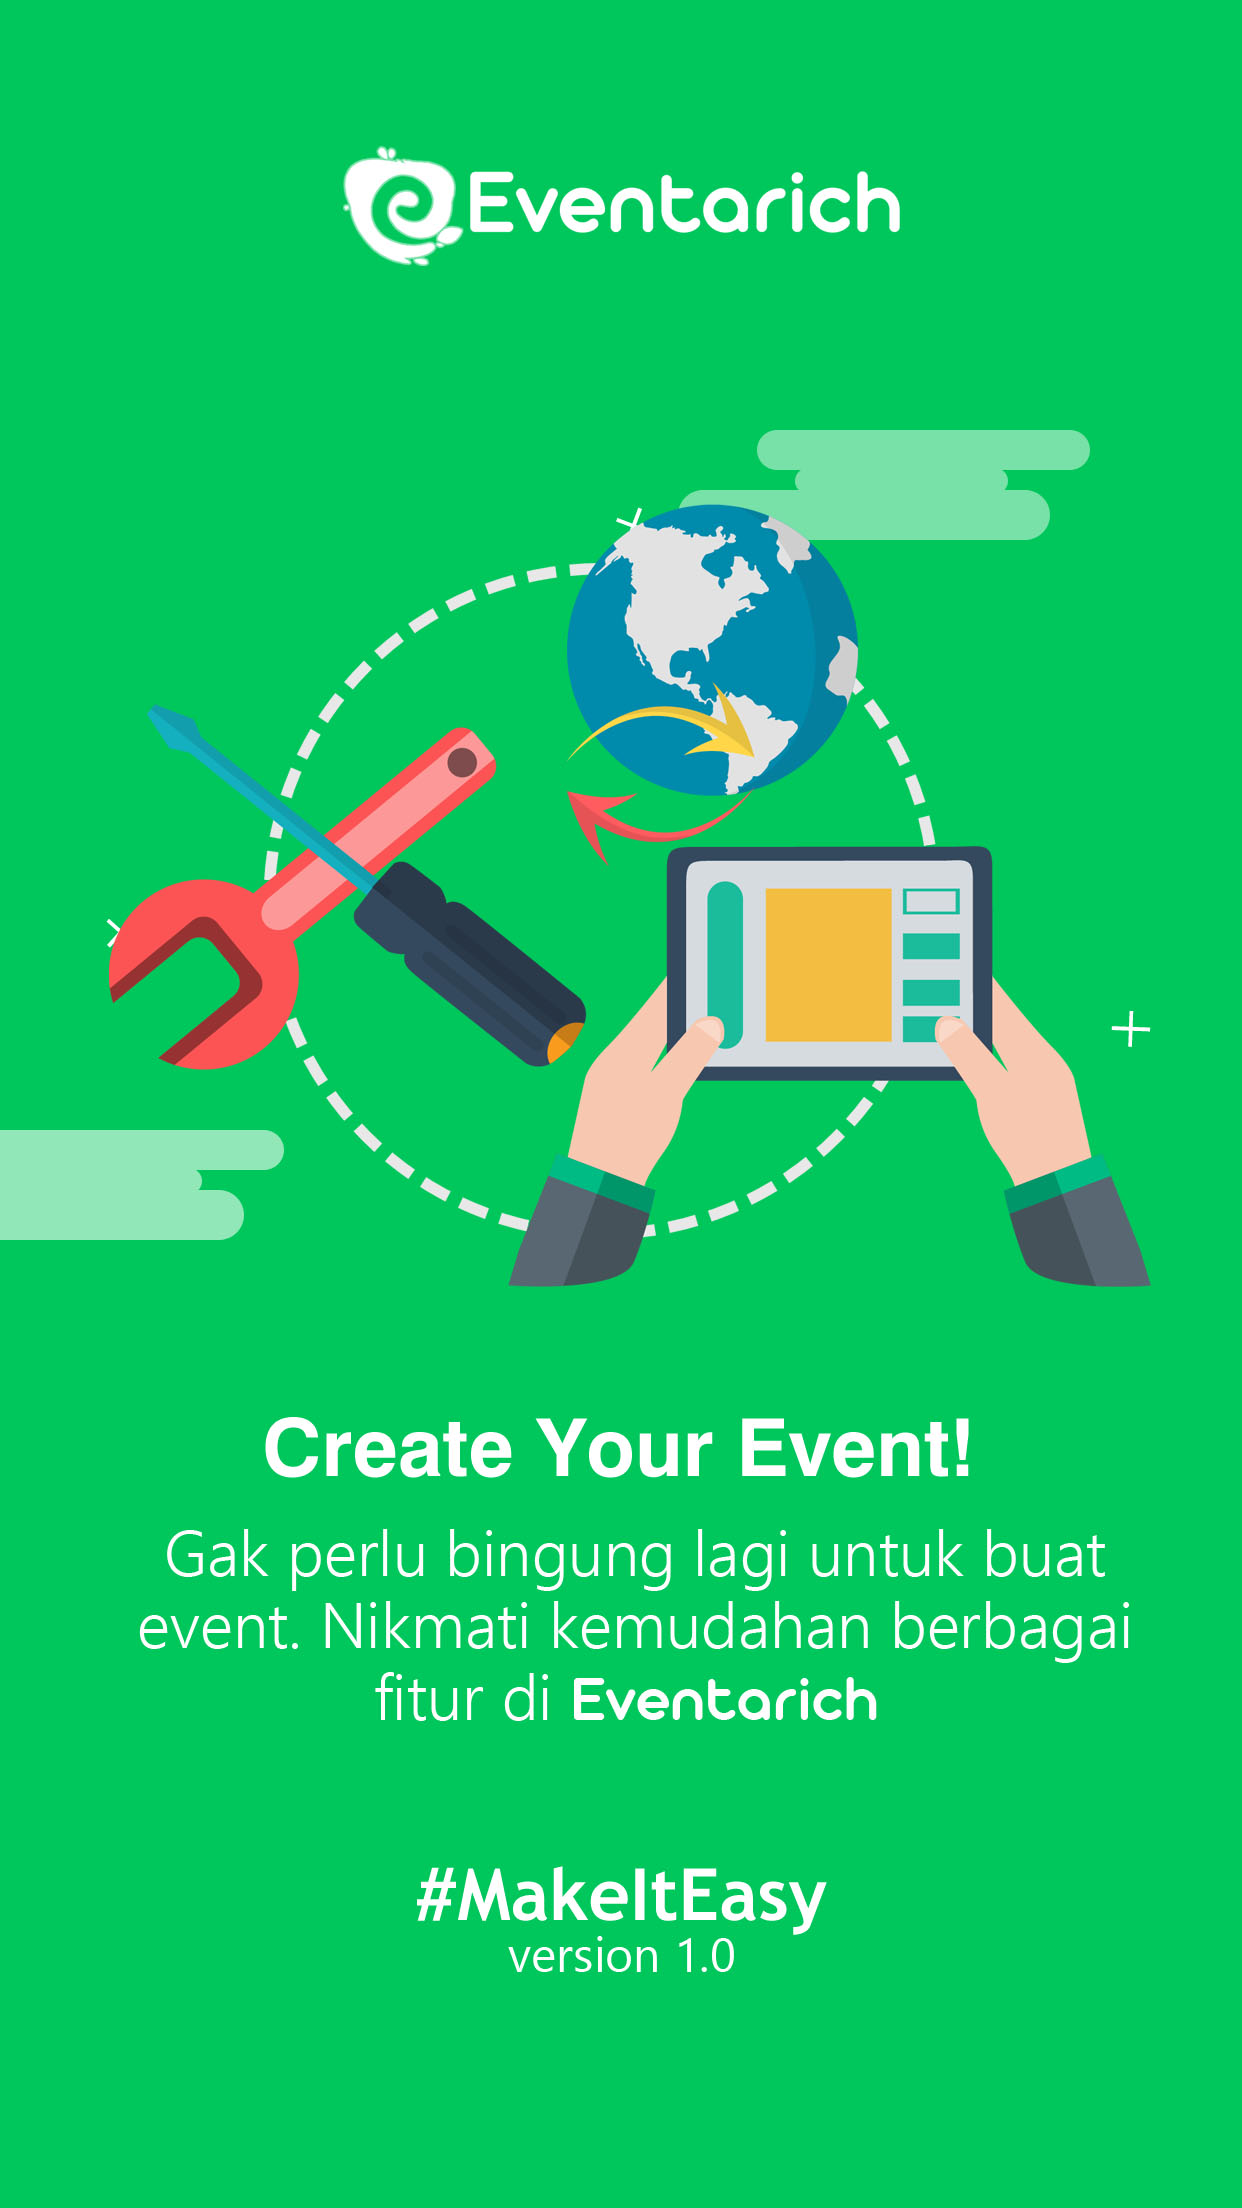 Eventarich
Create Your Event!
Gak perlu bingung lagi untuk buat
event. Nikmati kemudahan berbagai
fitur di Eventarich
#MakeItEasy
version 1.0